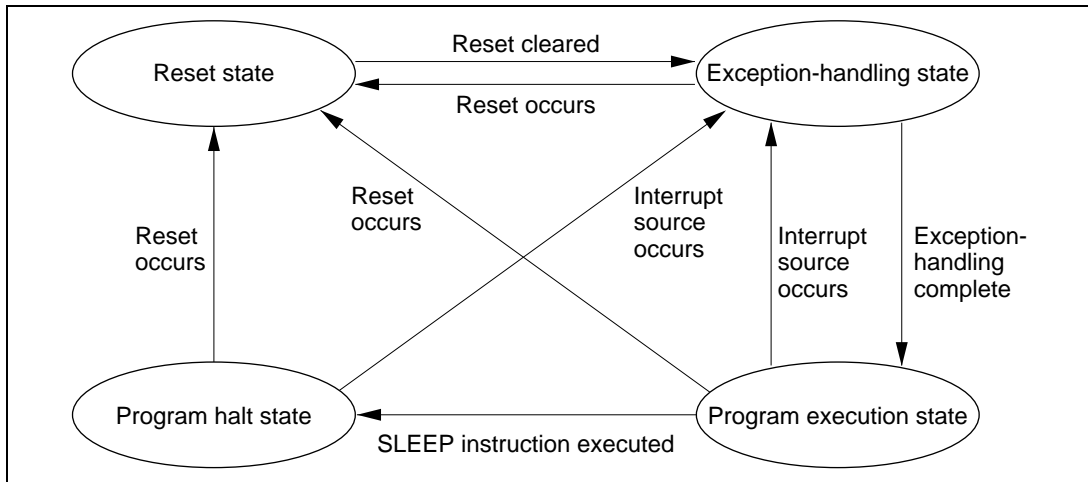 Reset cleared
Reset state
Exception-handling state
Reset occurs
Reset
occurs
Interrupt
source
occurs
Reset
occurs
Interrupt
source
occurs
Exception-
handling
complete
Program halt state
Program execution state
SLEEP instruction executed